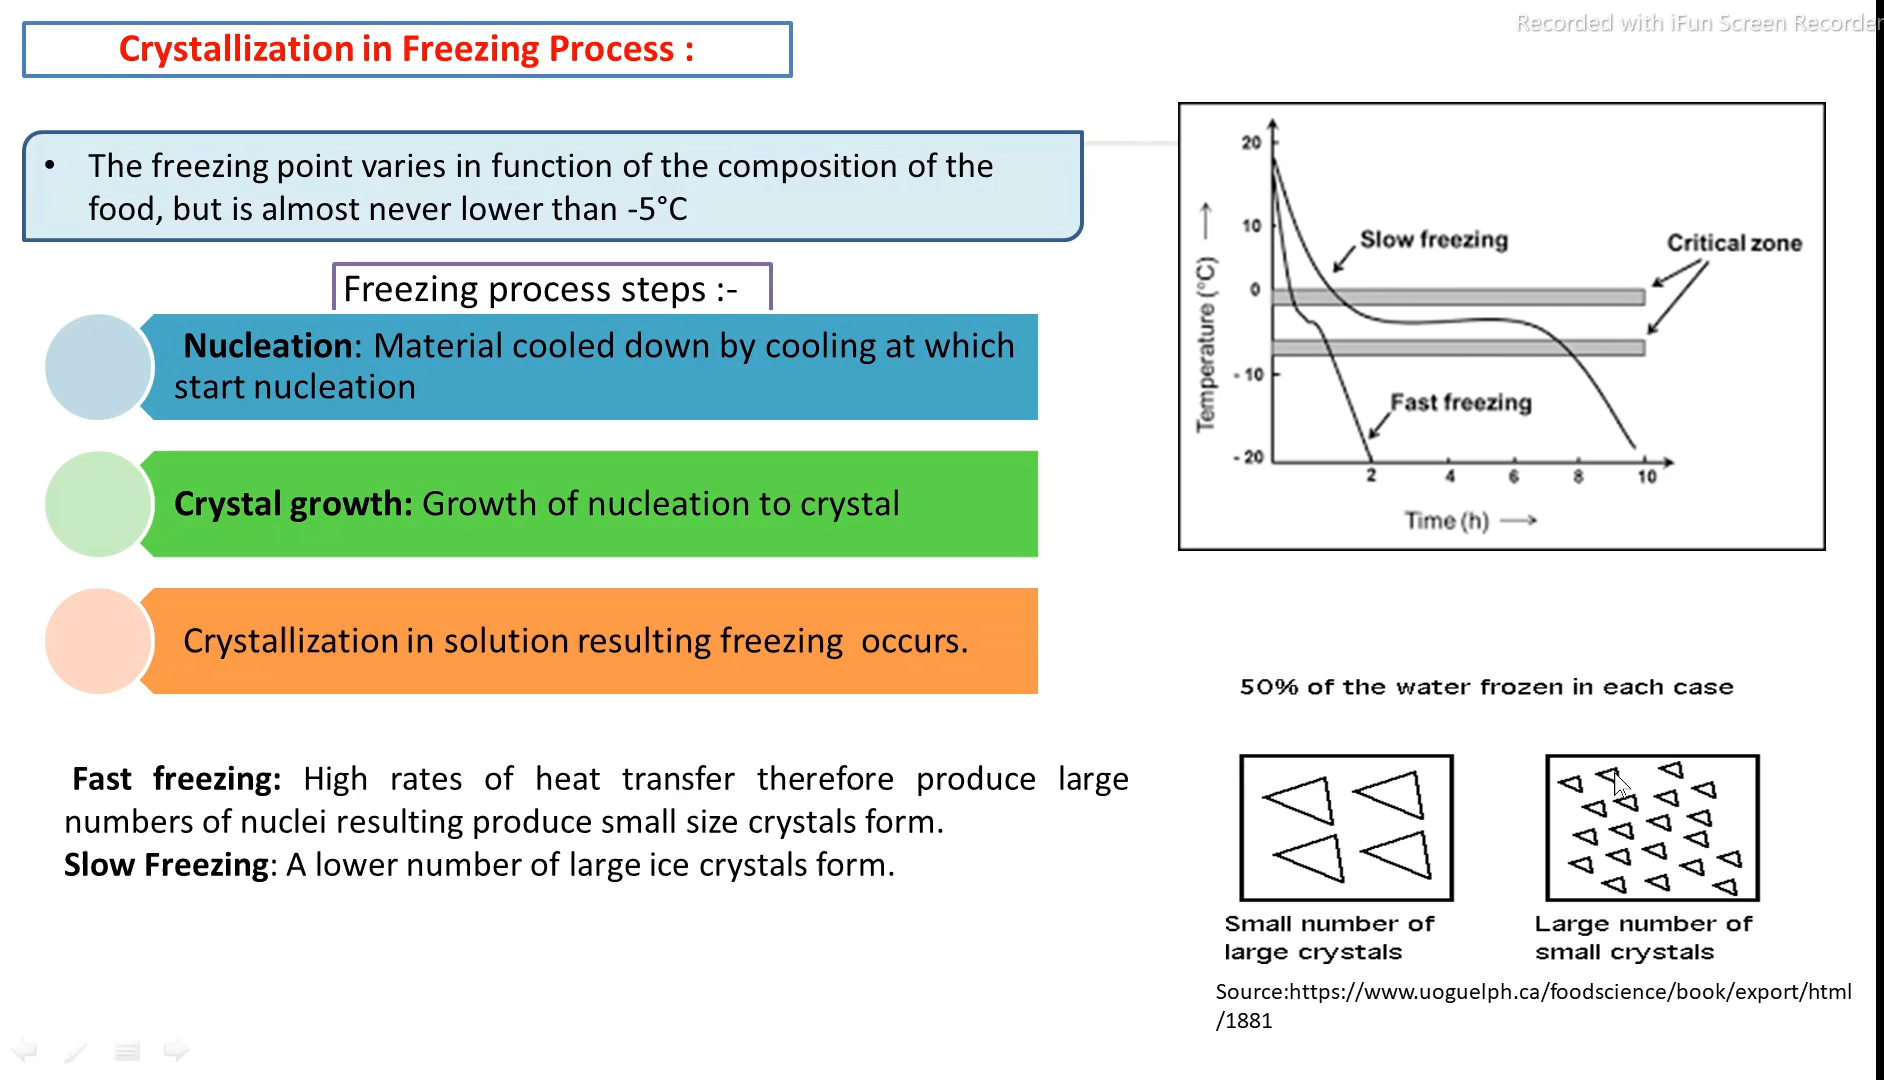 Recorded with iFun Screen Recorder
Crystallization in Freezing Process :
• The freezing point varies in function of the composition of the
food, but is almost never lower than -5°C
Freezing process steps :-
Nucleation: Material cooled down by cooling at which
start nucleation
Crystal growth: Growth of nucleation to crystal
Crystallization in solution resulting freezing occurs.
Fast freezing: High rates of heat transfer therefore produce large
numbers of nuclei resulting produce small size crystals form.
Slow Freezing: A lower number of large ice crystals form.
20
10
0
- 10
- 20
Temperature (°C)
Slow freezing
Critical zone
Fast freezing
2 4 6 8 10
Time (h)
50% of the water frozen in each case
Small number of
large crystals
Large number of
small crystals
Source:https://www.uoguelph.ca/foodscience/book/export/html
/1881